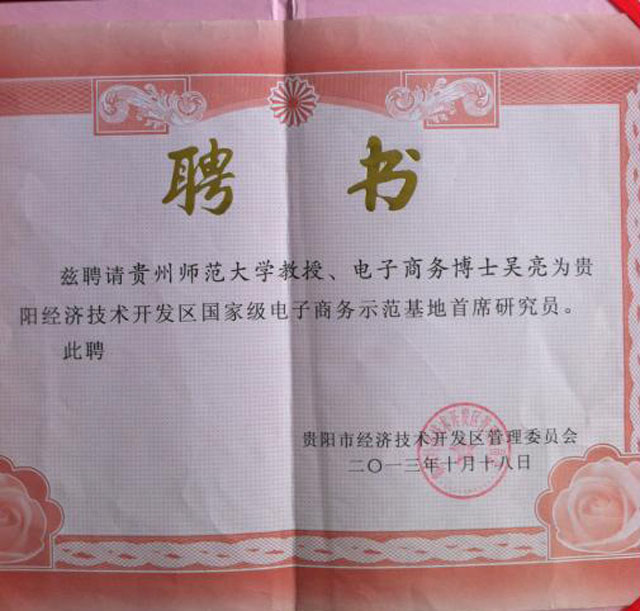 聘书
兹聘请贵州师范大学教授、电子商务博士吴亮为贵
阳经济技术开发区国家级电子商务示范基地首席研究员。
此聘
贵阳市经济技术开发区管理委员会
二〇一三年十月十八日